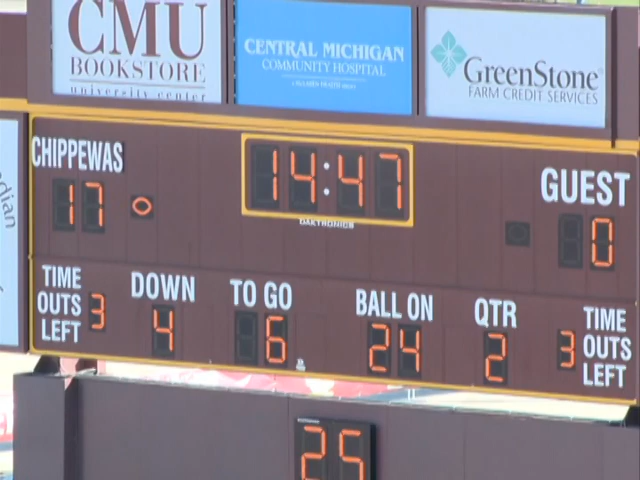 CMU
BOOKSTORE
university center
CENTRAL MICHIGAN
COMMUNITY HOSPITAL
GreenStone
FARM CREDIT SERVICES
CHIPPEWAS
14:47
GUEST
17
0
DAKTRONICS
TIME OUTS LEFT 3
DOWN 4
TO GO 6
BALL ON 24
QTR 2
3 TIME OUTS LEFT
25